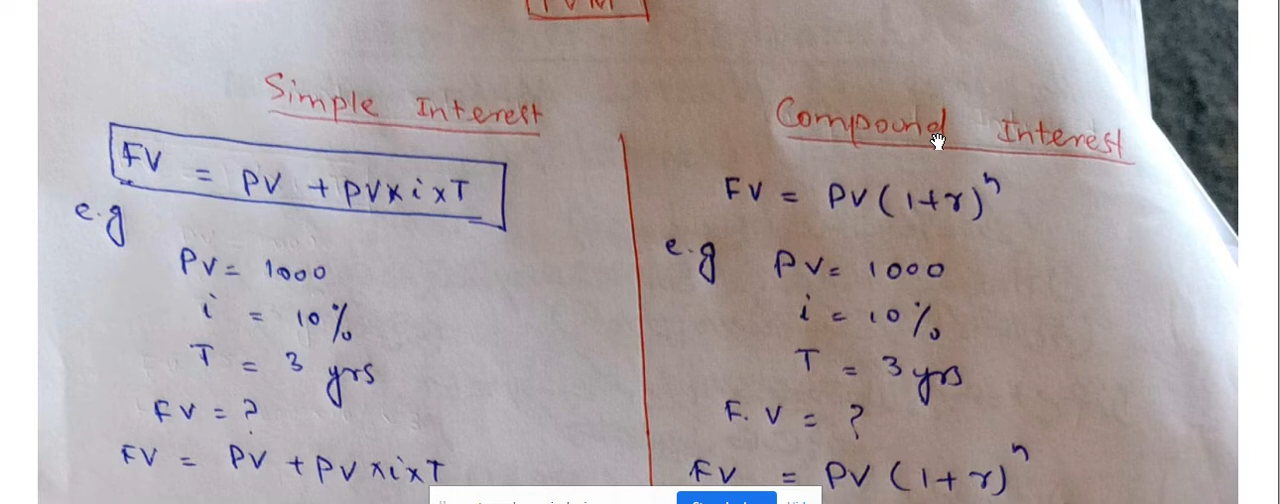 TVM
Simple Interest
FV = PV + PV x i x T
e.g
PV = 1000
i = 10%
T = 3 yrs
FV = ?
FV = PV + PV x i x T
Compound Interest
FV = PV (1+r)^n
e.g PV = 1000
i = 10%
T = 3 yrs
F.V = ?
FV = PV (1+r)^n